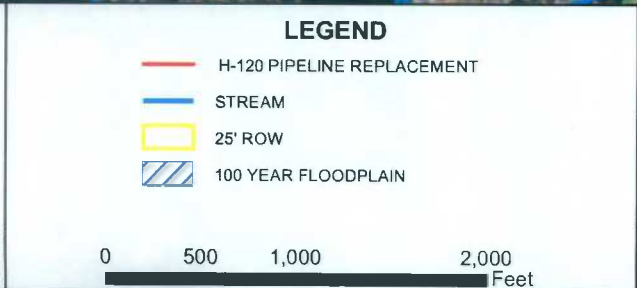 LEGEND
H-120 PIPELINE REPLACEMENT
STREAM
25' ROW
100 YEAR FLOODPLAIN
0 500 1,000 2,000
Feet